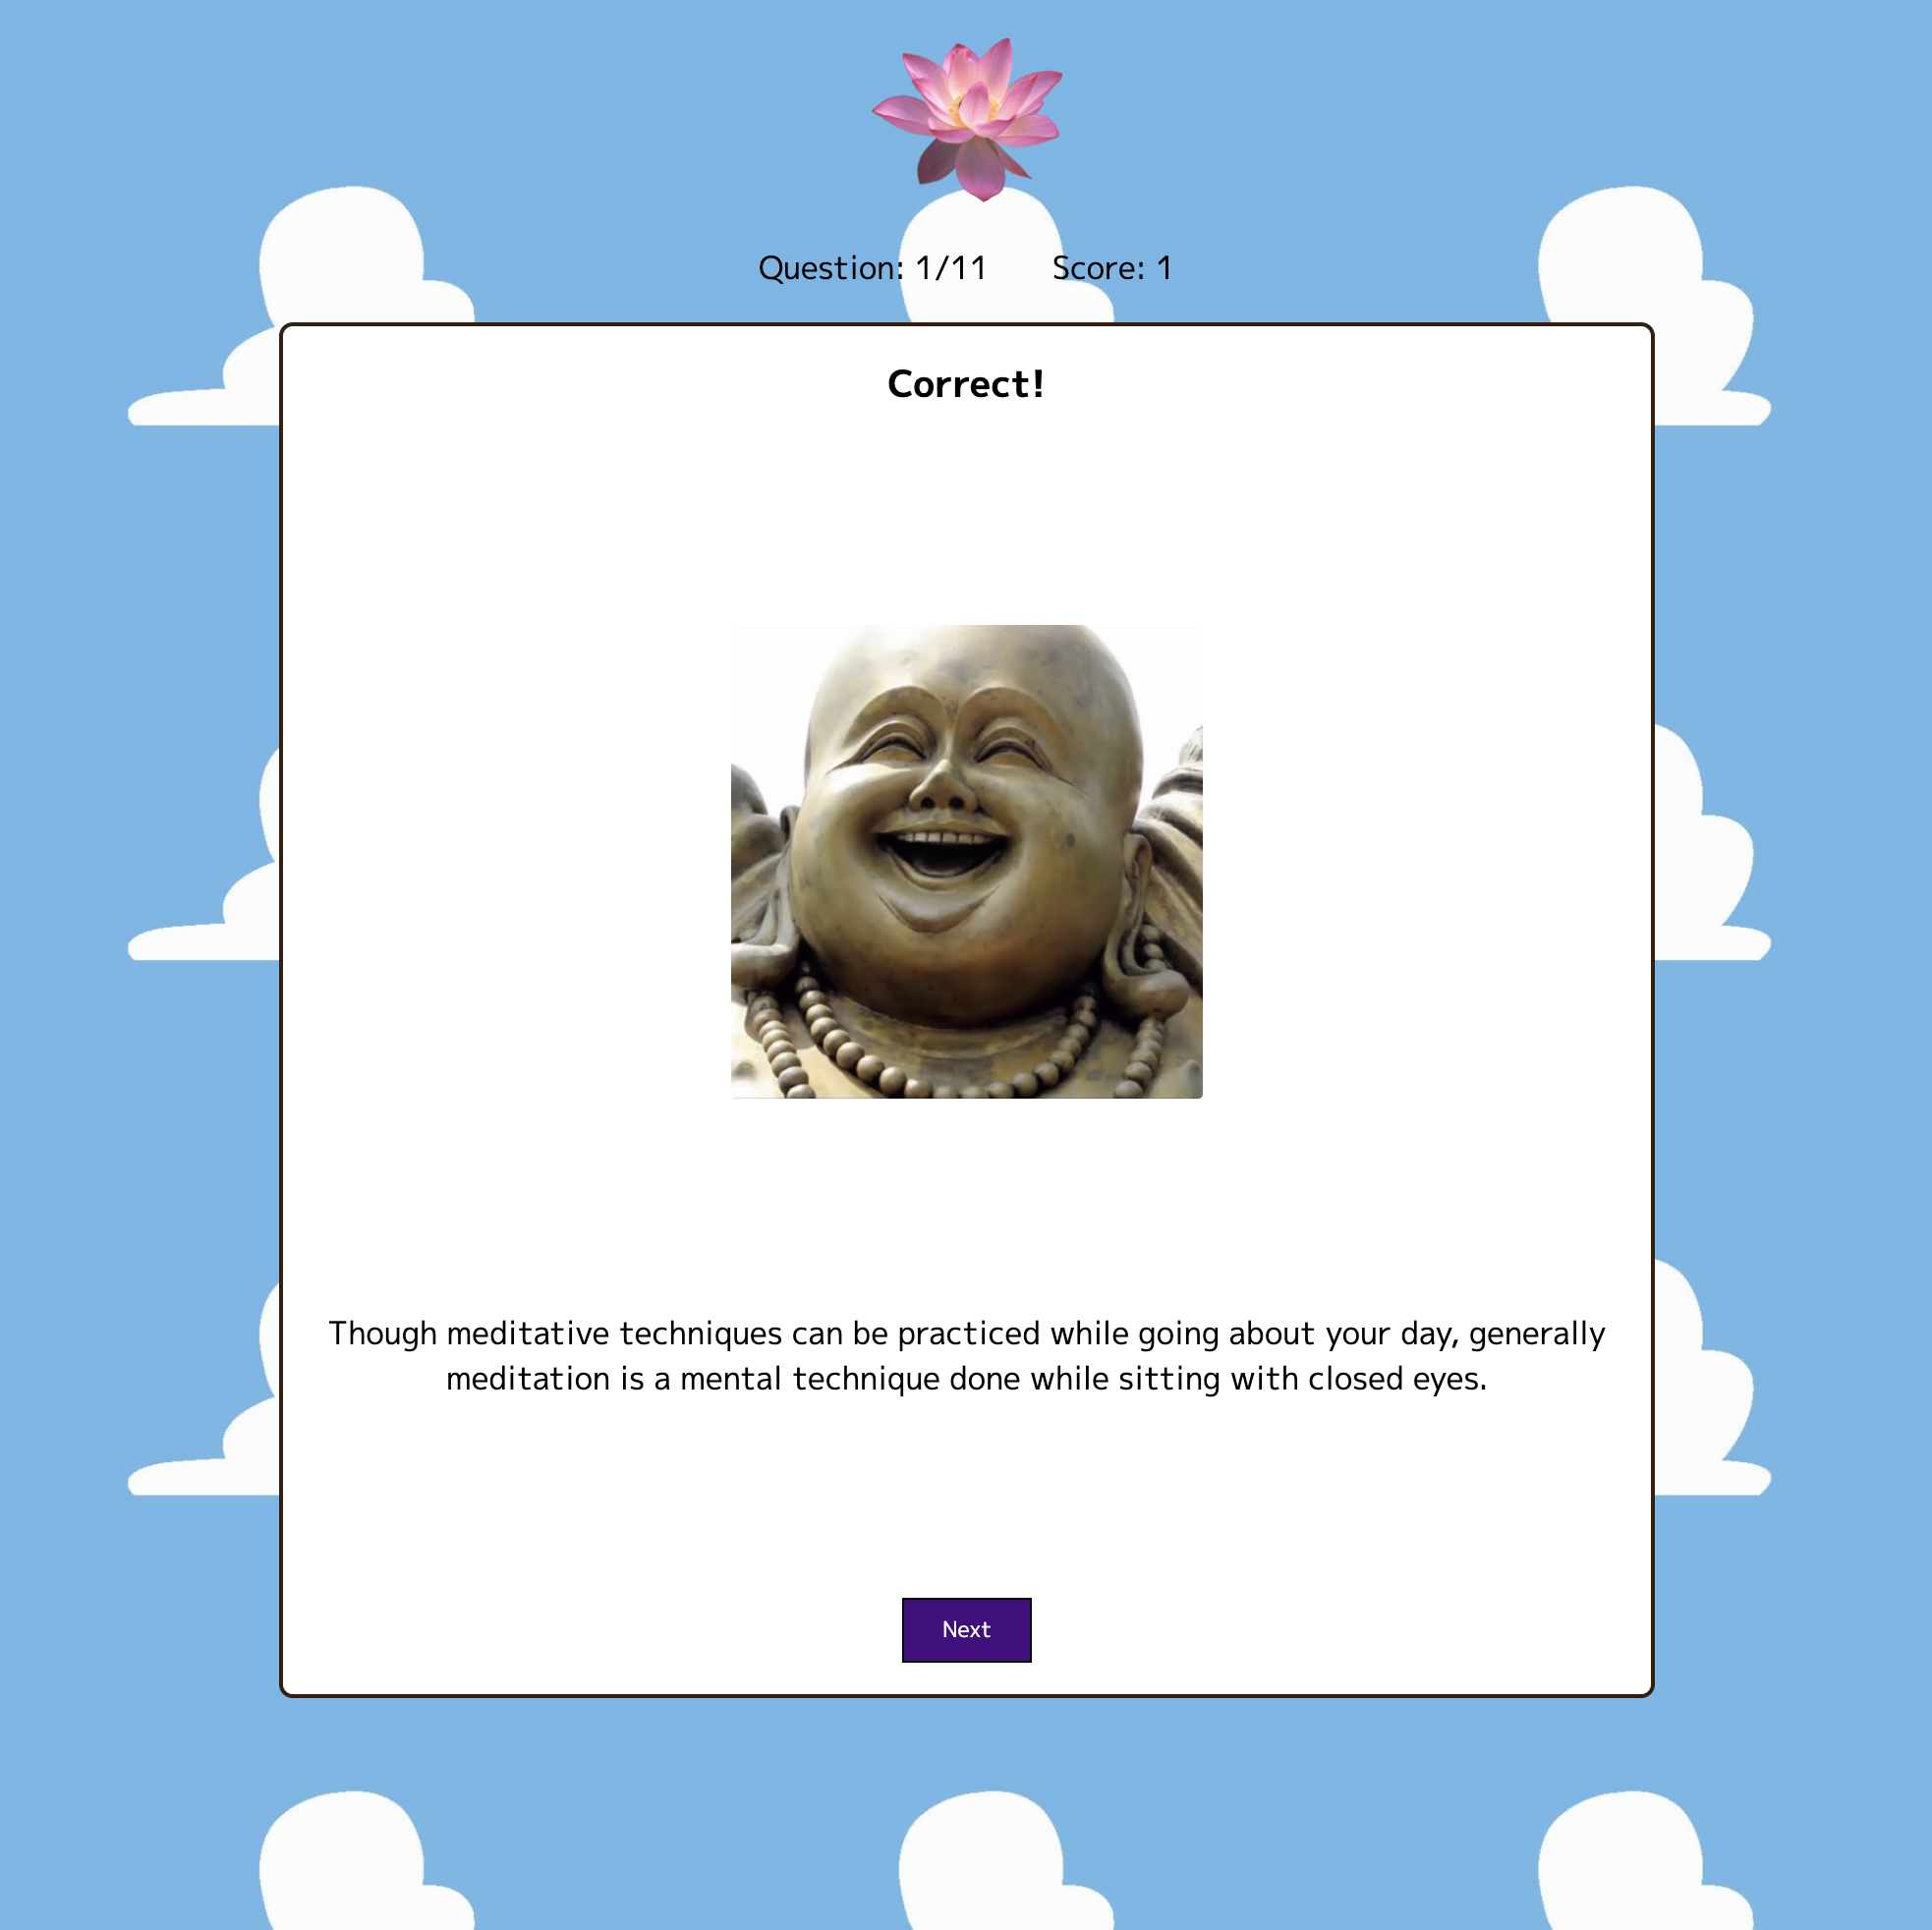 Question: 1/11 Score: 1
Correct!
Though meditative techniques can be practiced while going about your day, generally
meditation is a mental technique done while sitting with closed eyes.
Next